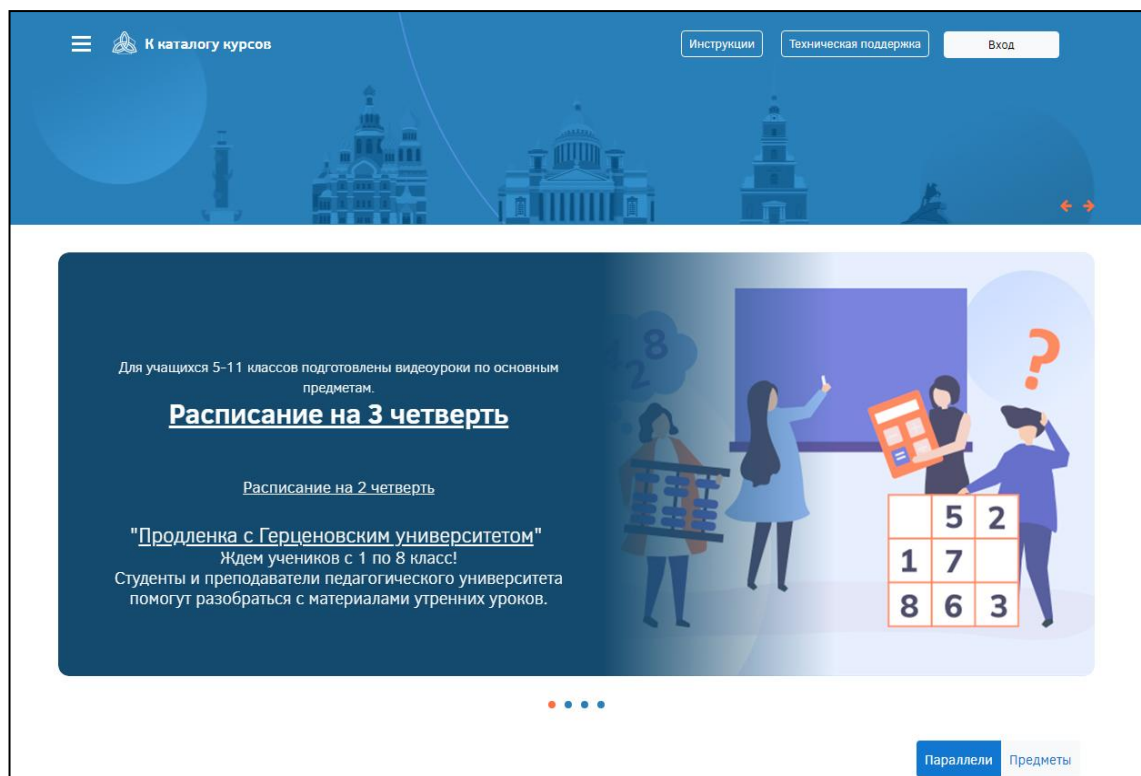 К каталогу курсов
Инструкции
Техническая поддержка
Вход
Для учащихся 5-11 классов подготовлены видеоуроки по основным
предметам.
Расписание на 3 четверть
Расписание на 2 четверть
"Продленка с Герценовским университетом"
Ждем учеников с 1 по 8 класс!
Студенты и преподаватели педагогического университета
помогут разобраться с материалами утренних уроков.
8
2
?
5 2
1 7
8 6 3
Параллели
Предметы